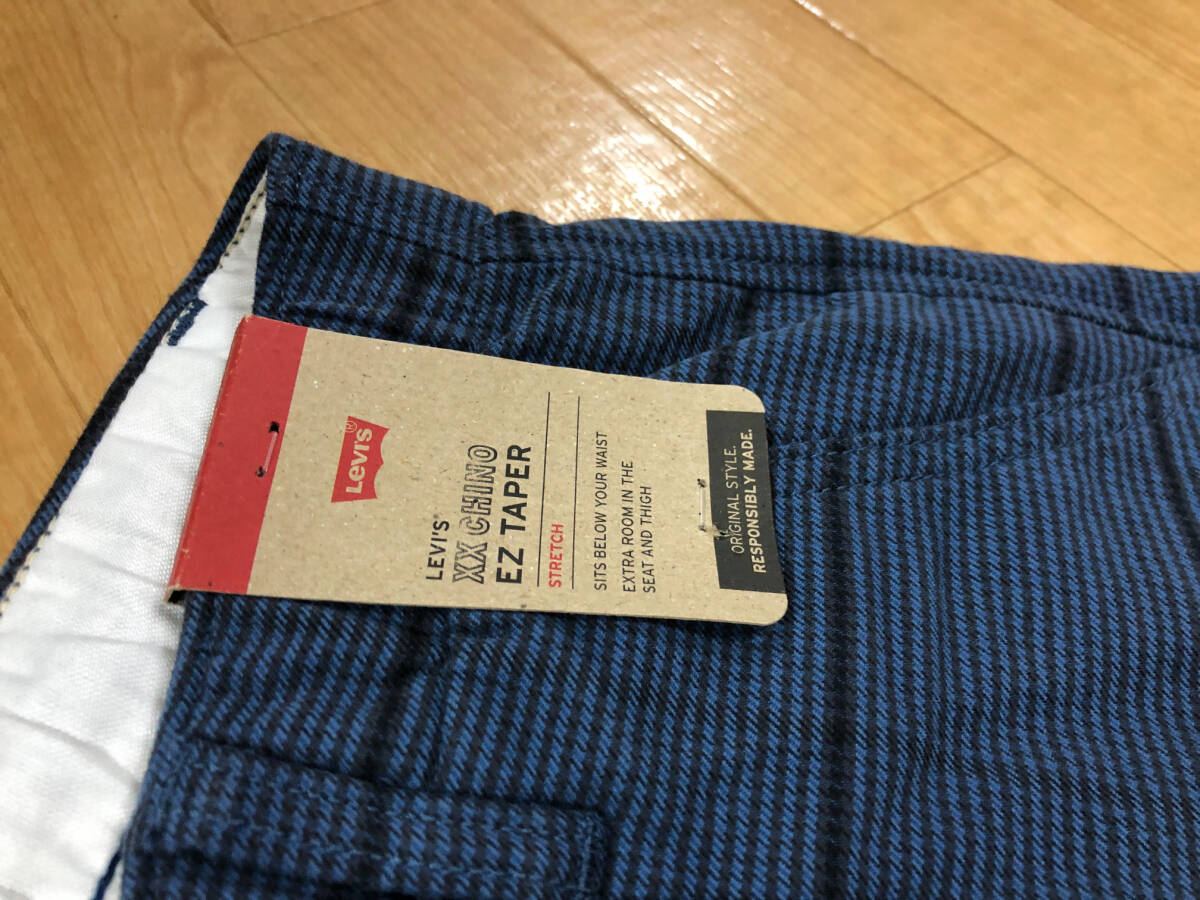 Levi's®
LEVI'S®
XX CHINO
EZ TAPER
STRETCH
SITS BELOW YOUR WAIST
EXTRA ROOM IN THE
SEAT AND THIGH
ORIGINAL STYLE.
RESPONSIBLY MADE.